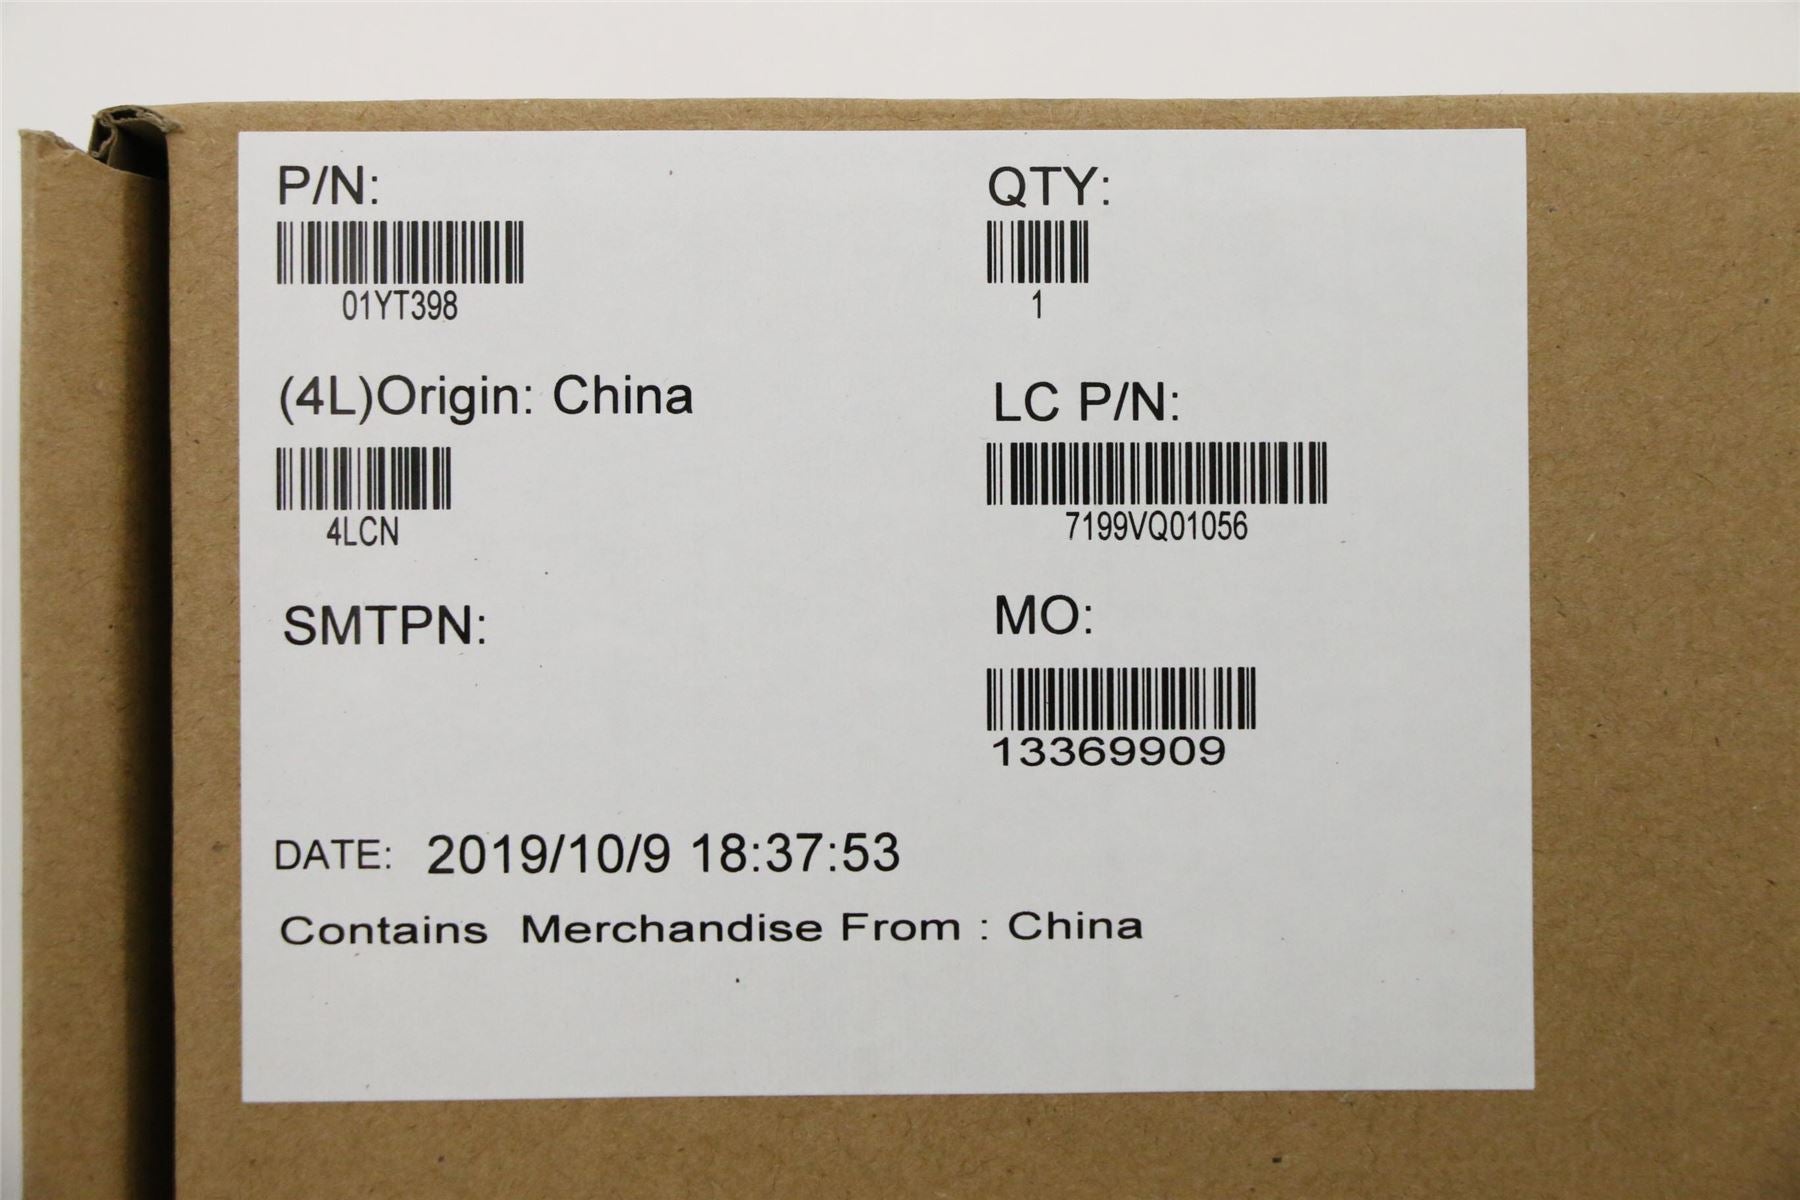 P/N:
01YT398
QTY:
1
(4L)Origin: China
4LCN
LC P/N:
7199VQ01056
SMTPN:
MO:
13369909
DATE: 2019/10/9 18:37:53
Contains Merchandise From : China